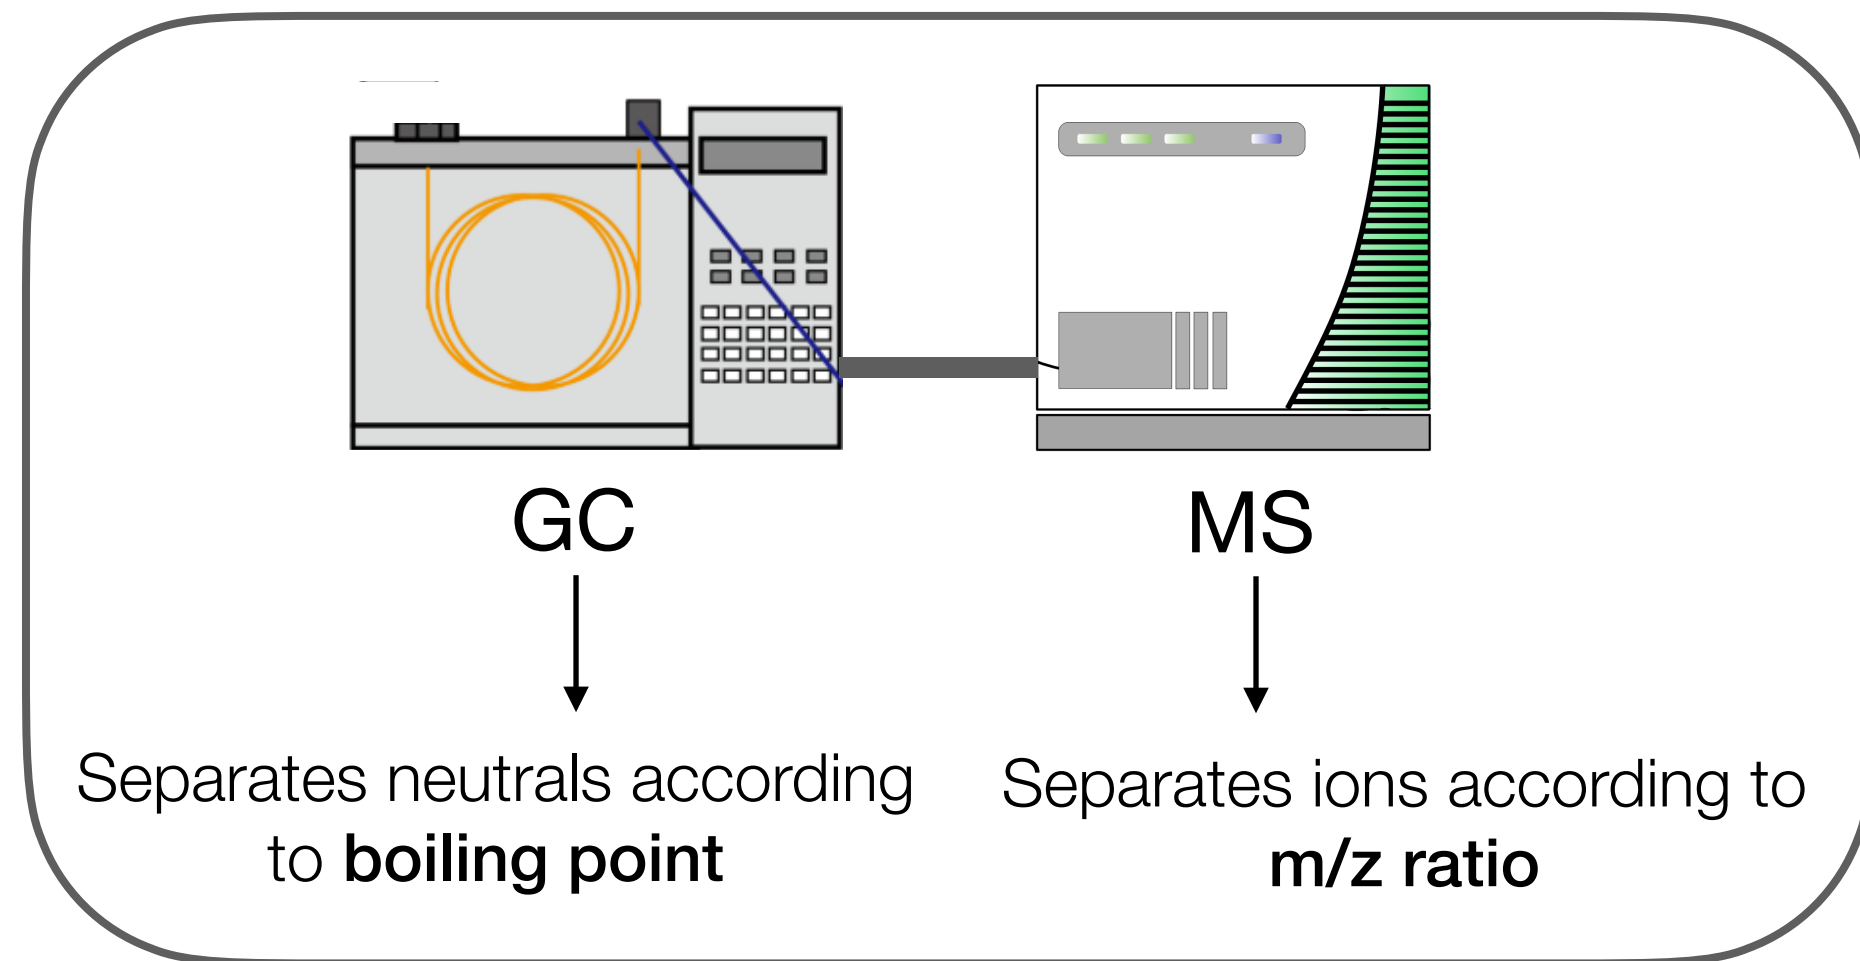 GC
MS
Separates neutrals according
to boiling point
Separates ions according to
m/z ratio